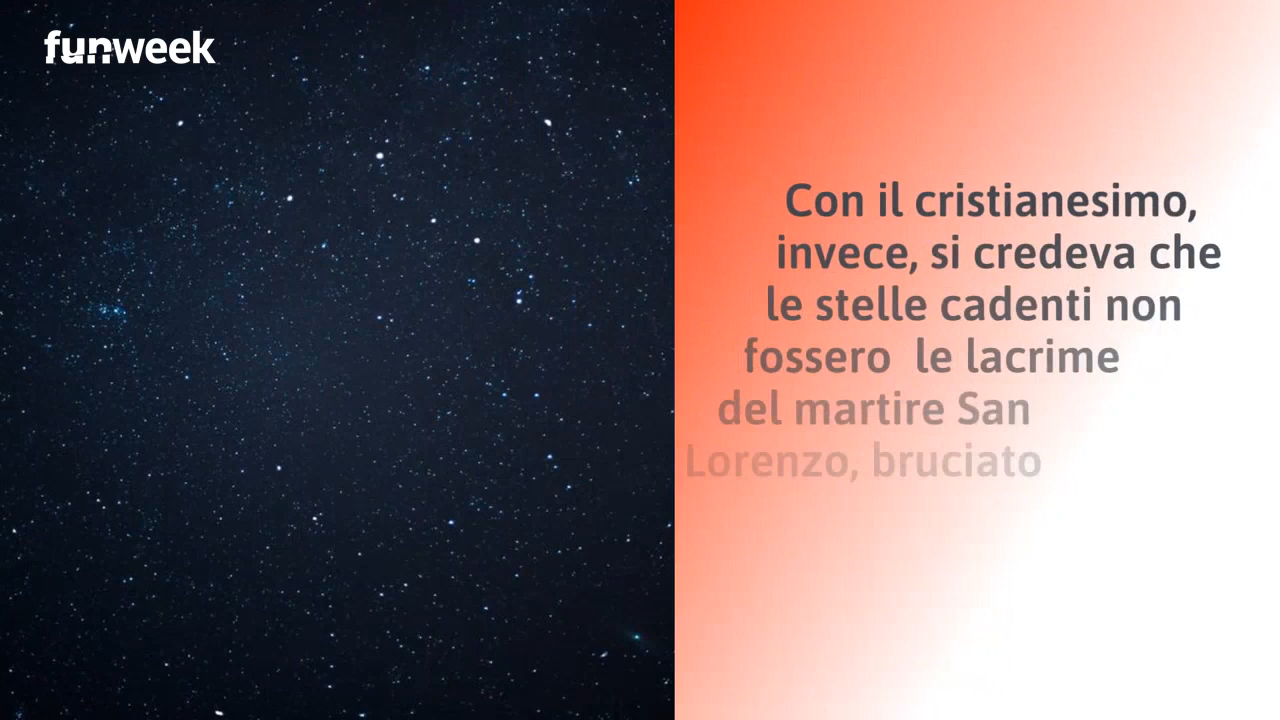 funweek
Con il cristianesimo,
invece, si credeva che
le stelle cadenti non
fossero le lacrime
del martire San
Lorenzo, bruciato